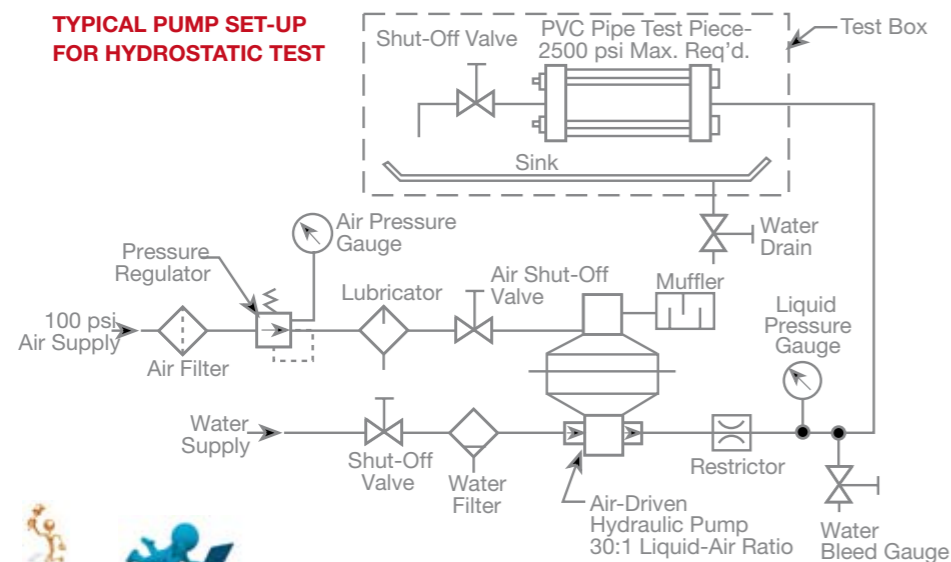 TYPICAL PUMP SET-UP
FOR HYDROSTATIC TEST
Shut-Off Valve
PVC Pipe Test Piece-
2500 psi Max. Req'd.
Test Box
Sink
Water
Drain
Air Pressure
Gauge
Pressure
Regulator
Lubricator
Air Shut-Off
Valve
Muffler
Liquid
Pressure
Gauge
100 psi
Air Supply
Air Filter
Water
Supply
Shut-Off
Valve
Water
Filter
Restrictor
Air-Driven
Hydraulic Pump
30:1 Liquid-Air Ratio
Water
Bleed Gauge